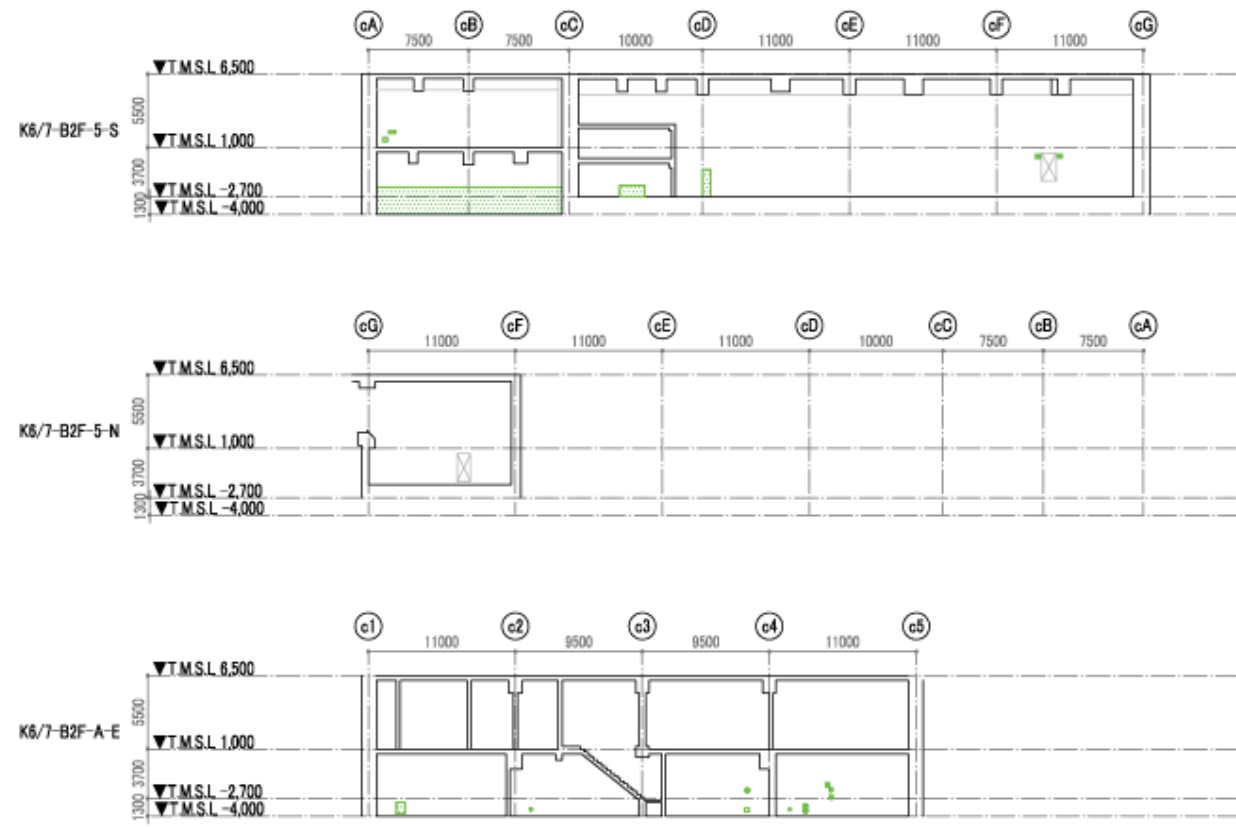 cA cB cC cD cE cF cG
7500 7500 10000 11000 11000 11000
▼T.M.S.L 6,500
5500
K6/7-B2F-5-S
▼T.M.S.L 1,000
3700
▼T.M.S.L -2,700
1300
▼T.M.S.L -4,000
cG cF cE cD cC cB cA
11000 11000 11000 10000 7500 7500
▼T.M.S.L 6,500
5500
K6/7-B2F-5-N
▼T.M.S.L 1,000
3700
▼T.M.S.L -2,700
1300
▼T.M.S.L -4,000
c1 c2 c3 c4 c5
11000 9500 9500 11000
▼T.M.S.L 6,500
5500
K6/7-B2F-A-E
▼T.M.S.L 1,000
3700
▼T.M.S.L -2,700
1300
▼T.M.S.L -4,000